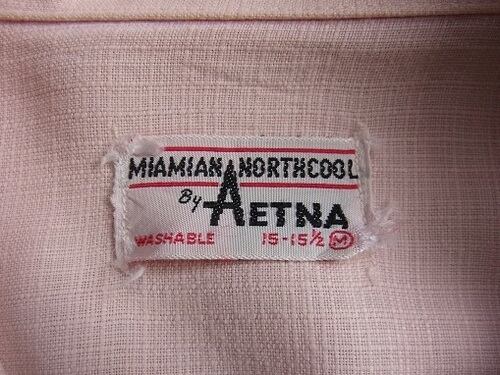 MIAMIAN NORTHCOOL
By AETNA
WASHABLE 15-15½ M